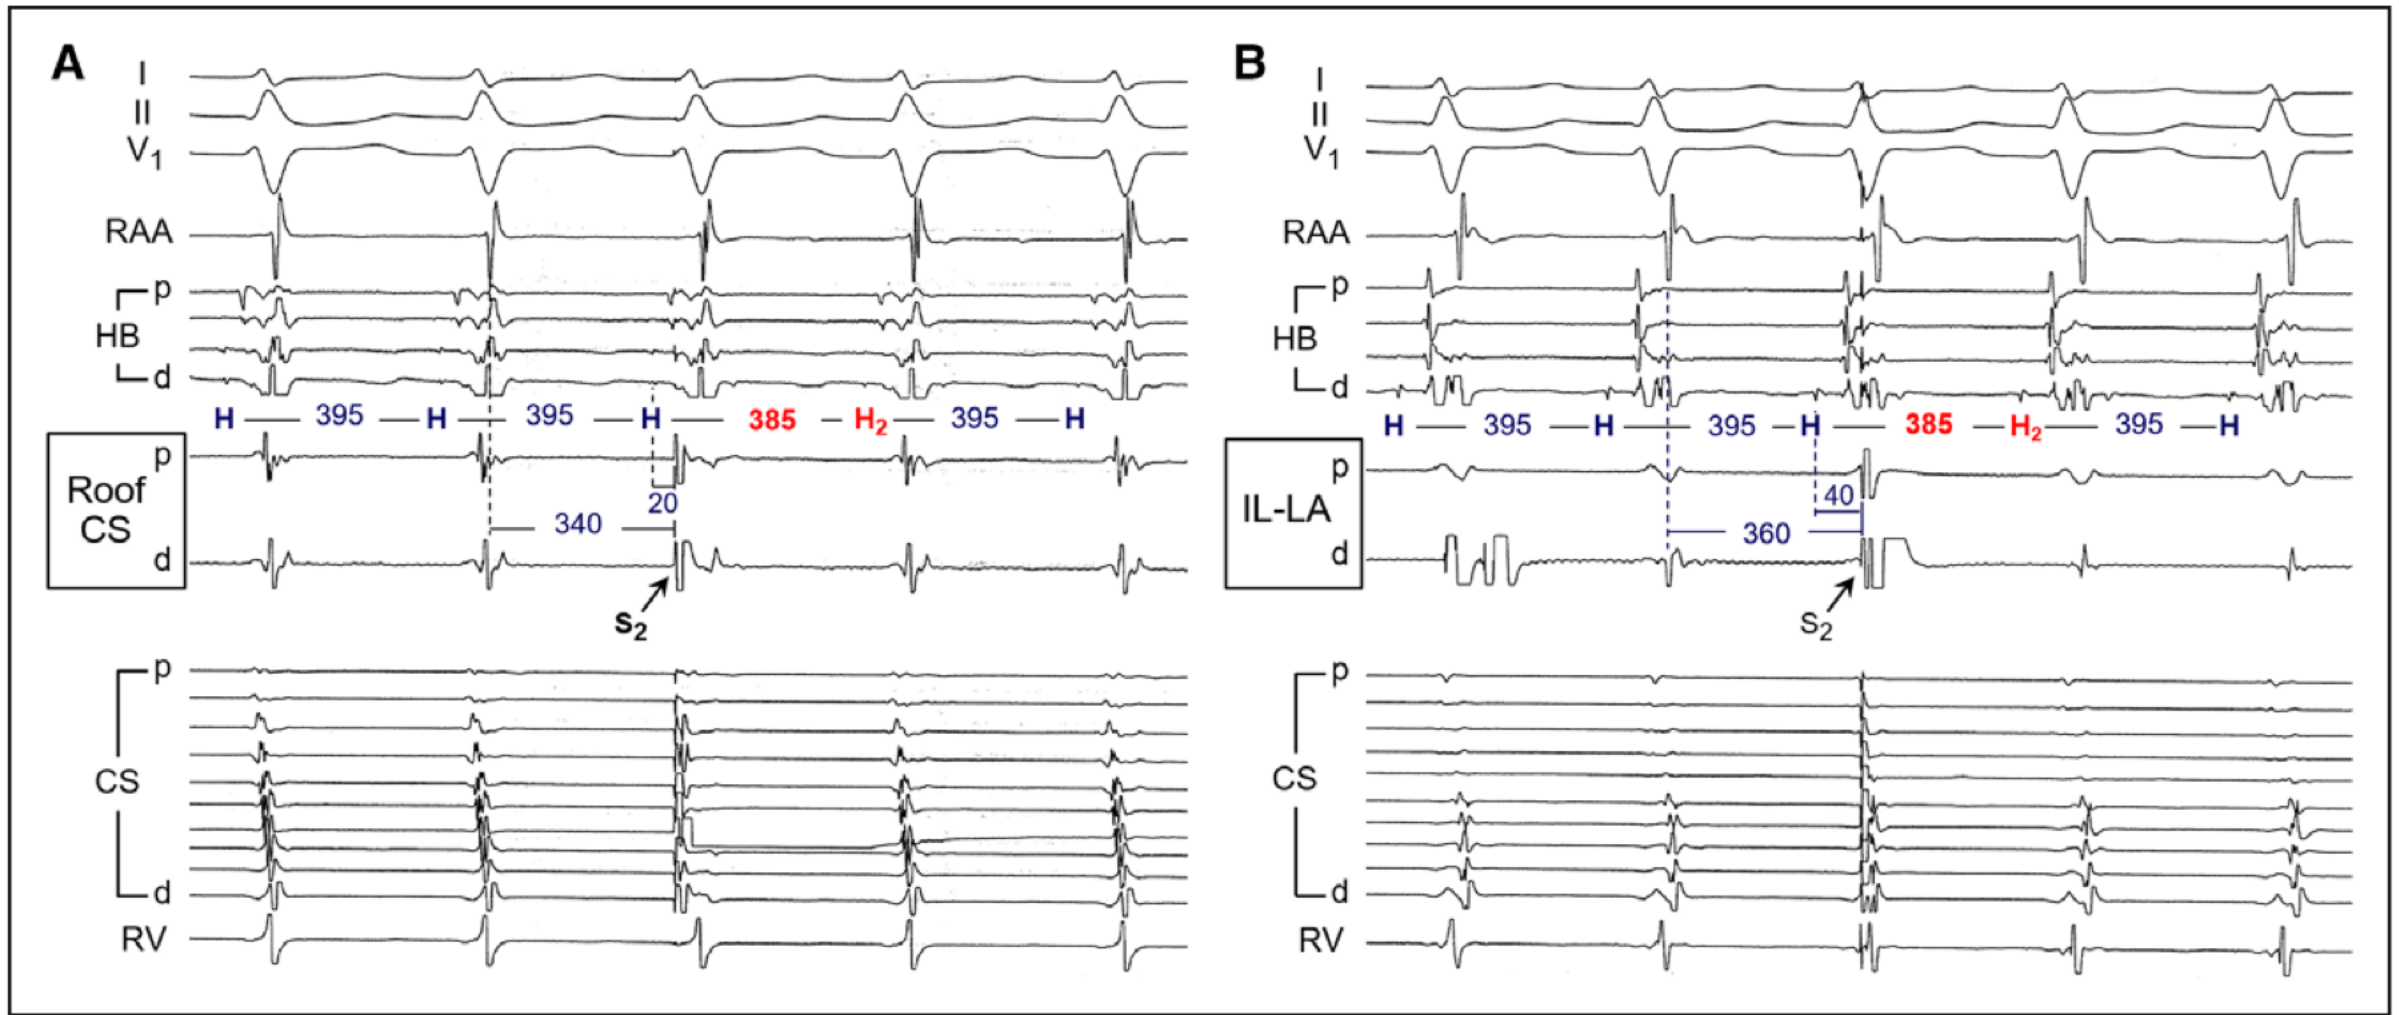 A
I
II
V1
RAA
p
HB
d
H 395 H 395 H 385 H2 395 H
Roof CS
p
20
340
d
S2
p
CS
d
RV
B
I
II
V1
RAA
p
HB
d
H 395 H 395 H 385 H2 395 H
IL-LA
p
40
360
d
S2
p
CS
d
RV